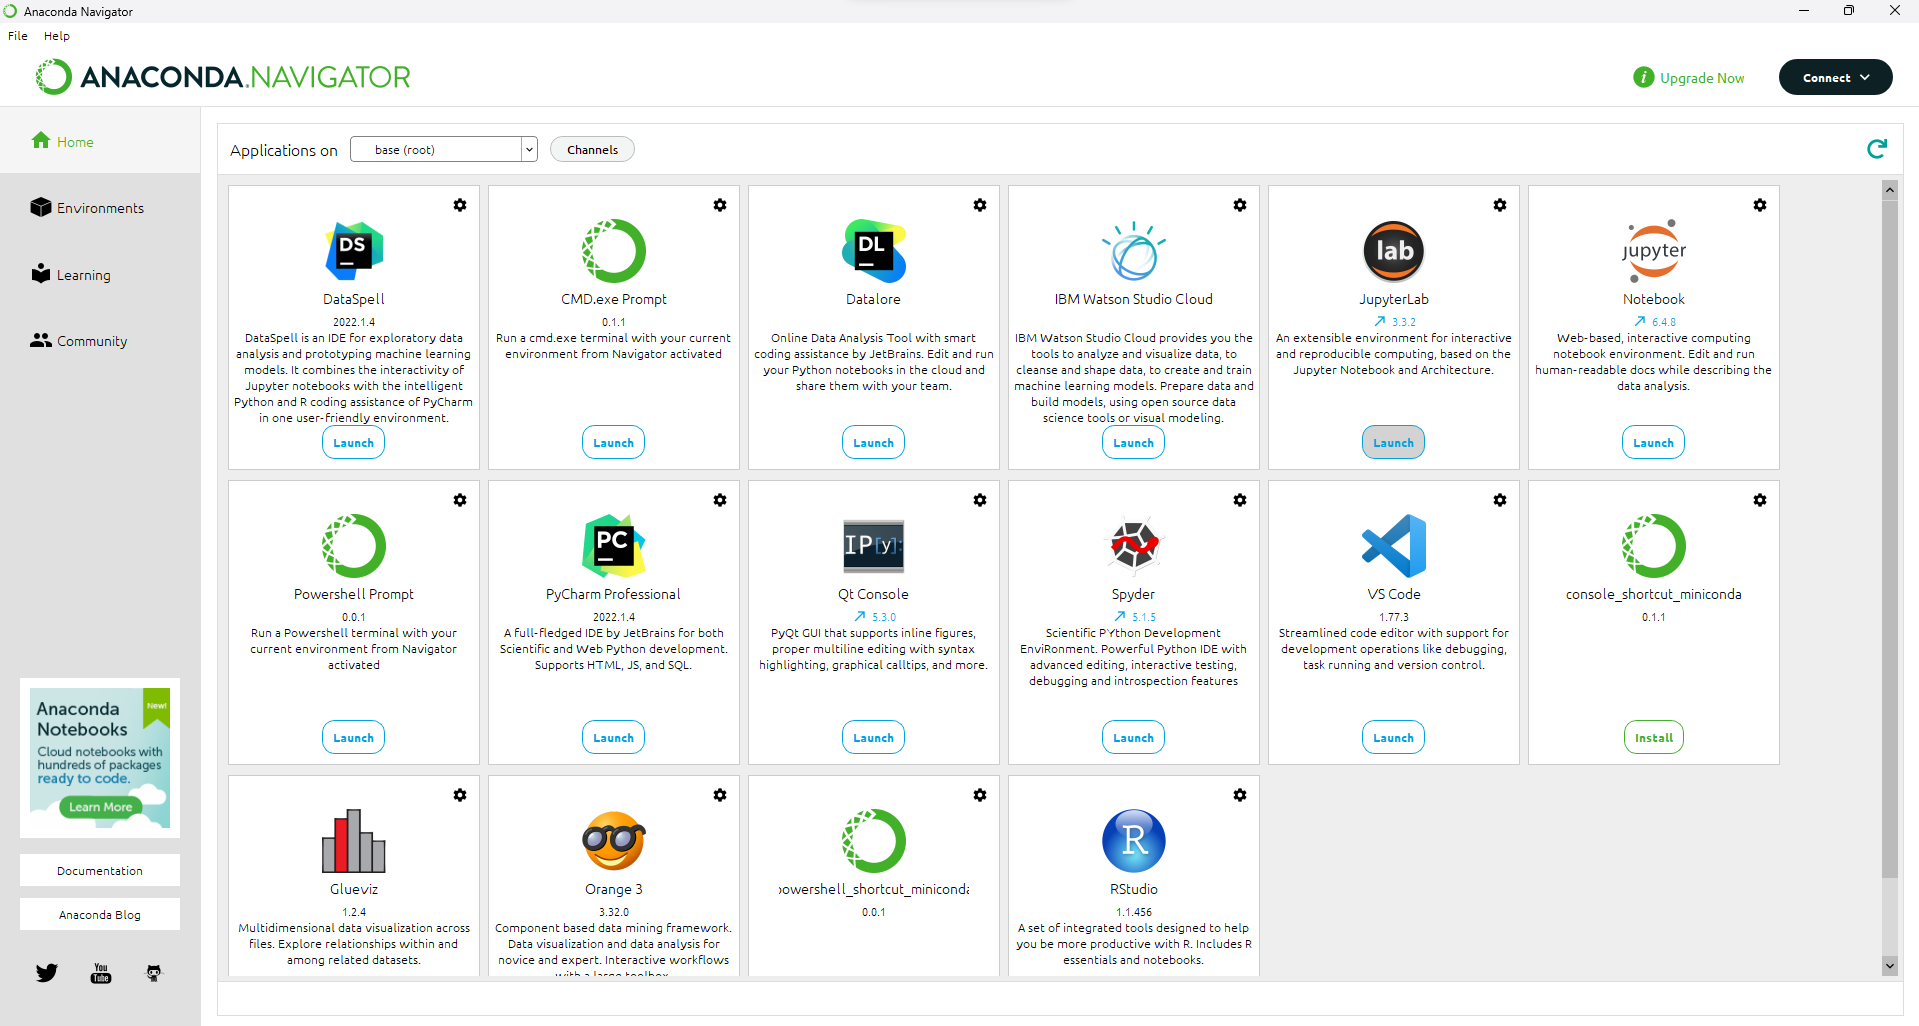 Anaconda Navigator
File Help
ANACONDA.NAVIGATOR
Upgrade Now
Connect
Home
Environments
Learning
Community
Applications on
base (root)
Channels
DS
DataSpell
2022.1.4
DataSpell is an IDE for exploratory data
analysis and prototyping machine learning
models. It combines the interactivity of
Jupyter notebooks with the intelligent
Python and R coding assistance of PyCharm
in one user-friendly environment.
Launch
CMD.exe Prompt
0.1.1
Run a cmd.exe terminal with your current
environment from Navigator activated
Launch
DL
Datalore
Online Data Analysis Tool with smart
coding assistance by JetBrains. Edit and run
your Python notebooks in the cloud and
share them with your team.
Launch
IBM Watson Studio Cloud
IBM Watson Studio Cloud provides you the
tools to analyze and visualize data, to
cleanse and shape data, to create and train
machine learning models. Prepare data and
build models, using open source data
science tools or visual modeling.
Launch
lab
JupyterLab
3.3.2
An extensible environment for interactive
and reproducible computing, based on the
Jupyter Notebook and Architecture.
Launch
jupyter
Notebook
6.4.8
Web-based, interactive computing
notebook environment. Edit and run
human-readable docs while describing the
data analysis.
Launch
Powershell Prompt
0.0.1
Run a Powershell terminal with your
current environment from Navigator
activated
Launch
PC
PyCharm Professional
2022.1.4
A full-fledged IDE by JetBrains for both
Scientific and Web Python development.
Supports HTML, JS, and SQL.
Launch
IP[y]:
Qt Console
5.3.0
PyQt GUI that supports inline figures,
proper multiline editing with syntax
highlighting, graphical calltips, and more.
Launch
Spyder
5.1.5
Scientific PYthon Development
EnviRonment. Powerful Python IDE with
advanced editing, interactive testing,
debugging and introspection features
Launch
VS Code
1.77.3
Streamlined code editor with support for
development operations like debugging,
task running and version control.
Launch
console_shortcut_miniconda
0.1.1
Install
Glueviz
1.2.4
Multidimensional data visualization across
files. Explore relationships within and
among related datasets.
Orange 3
3.32.0
Component based data mining framework.
Data visualization and data analysis for
novice and expert. Interactive workflows
with a large toolbox.
powershell_shortcut_miniconda
0.0.1
R
RStudio
1.1.456
A set of integrated tools designed to help
you be more productive with R. Includes R
essentials and notebooks.
Anaconda
Notebooks
New!
Cloud notebooks with
hundreds of packages
ready to code.
Learn More
Documentation
Anaconda Blog
You
Tube